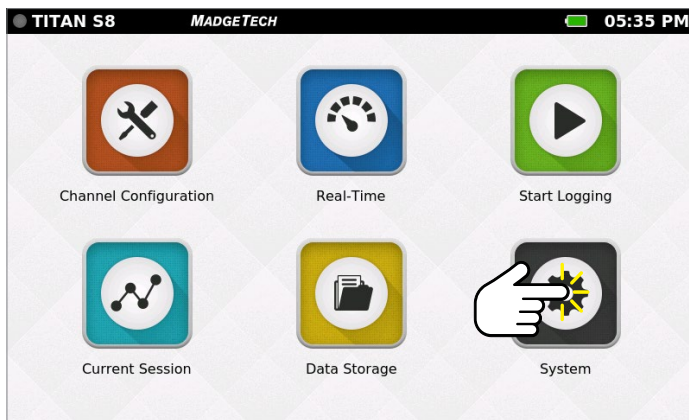 TITAN S8 MADGETECH 05:35 PM
Channel Configuration Real-Time Start Logging
Current Session Data Storage System